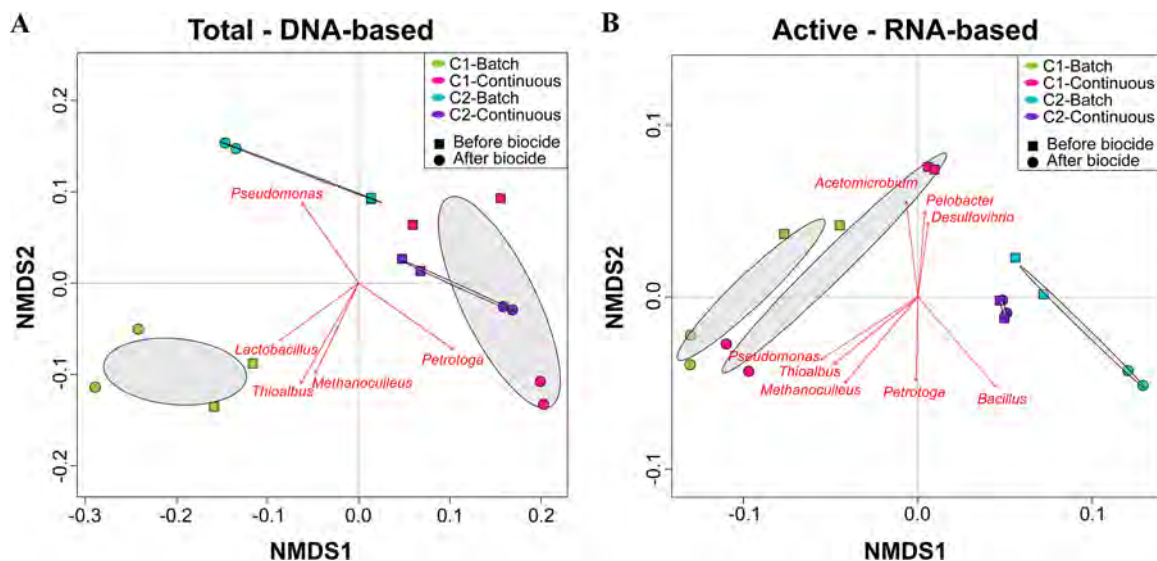 A
Total - DNA-based
C1-Batch
C1-Continuous
C2-Batch
C2-Continuous
Before biocide
After biocide
Pseudomonas
Lactobacillus
Thioalbus
Methanoculleus
Petrotoga
NMDS2
0.2
0.1
0.0
-0.1
-0.2
-0.3
-0.2
-0.1
0.0
0.1
0.2
NMDS1
B
Active - RNA-based
C1-Batch
C1-Continuous
C2-Batch
C2-Continuous
Before biocide
After biocide
Acetomicrobium
Pelobacter
Desulfovibrio
Pseudomonas
Thioalbus
Methanoculleus
Petrotoga
Bacillus
NMDS2
0.1
0.0
-0.1
-0.1
0.0
0.1
NMDS1